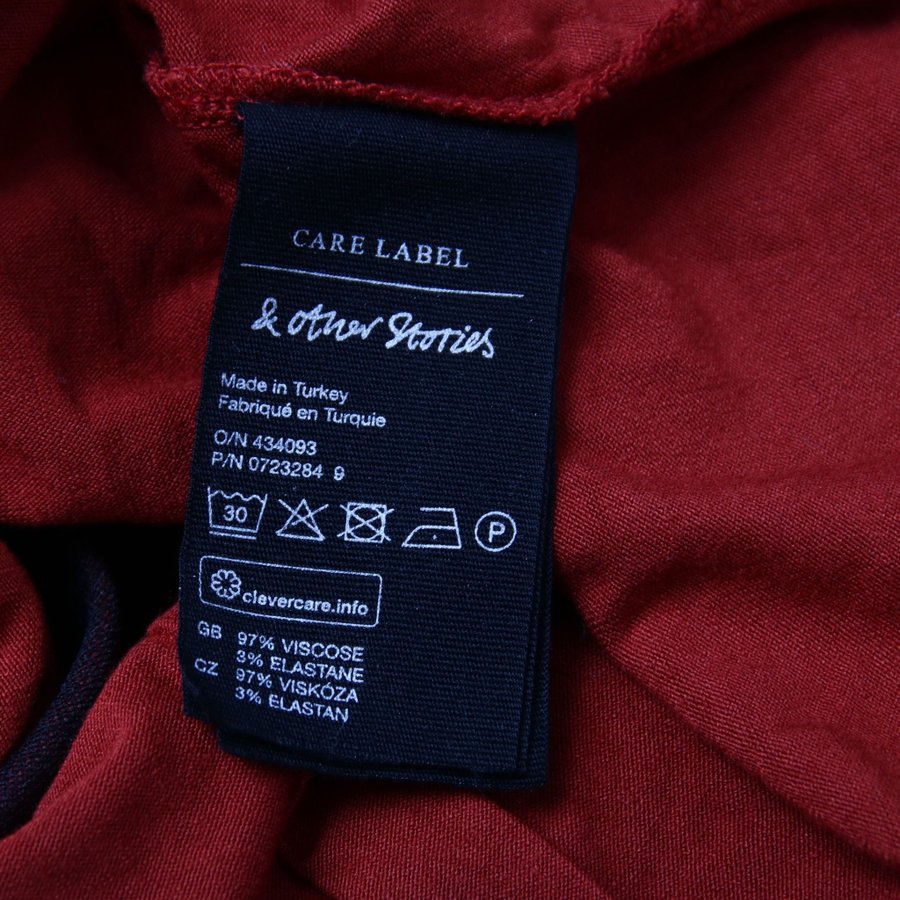 CARE LABEL
& other Stories
Made in Turkey
Fabriqué en Turquie
O/N 434093
P/N 0723284 9
30
P
clevercare.info
GB 97% VISCOSE
3% ELASTANE
CZ 97% VISKÓZA
3% ELASTAN